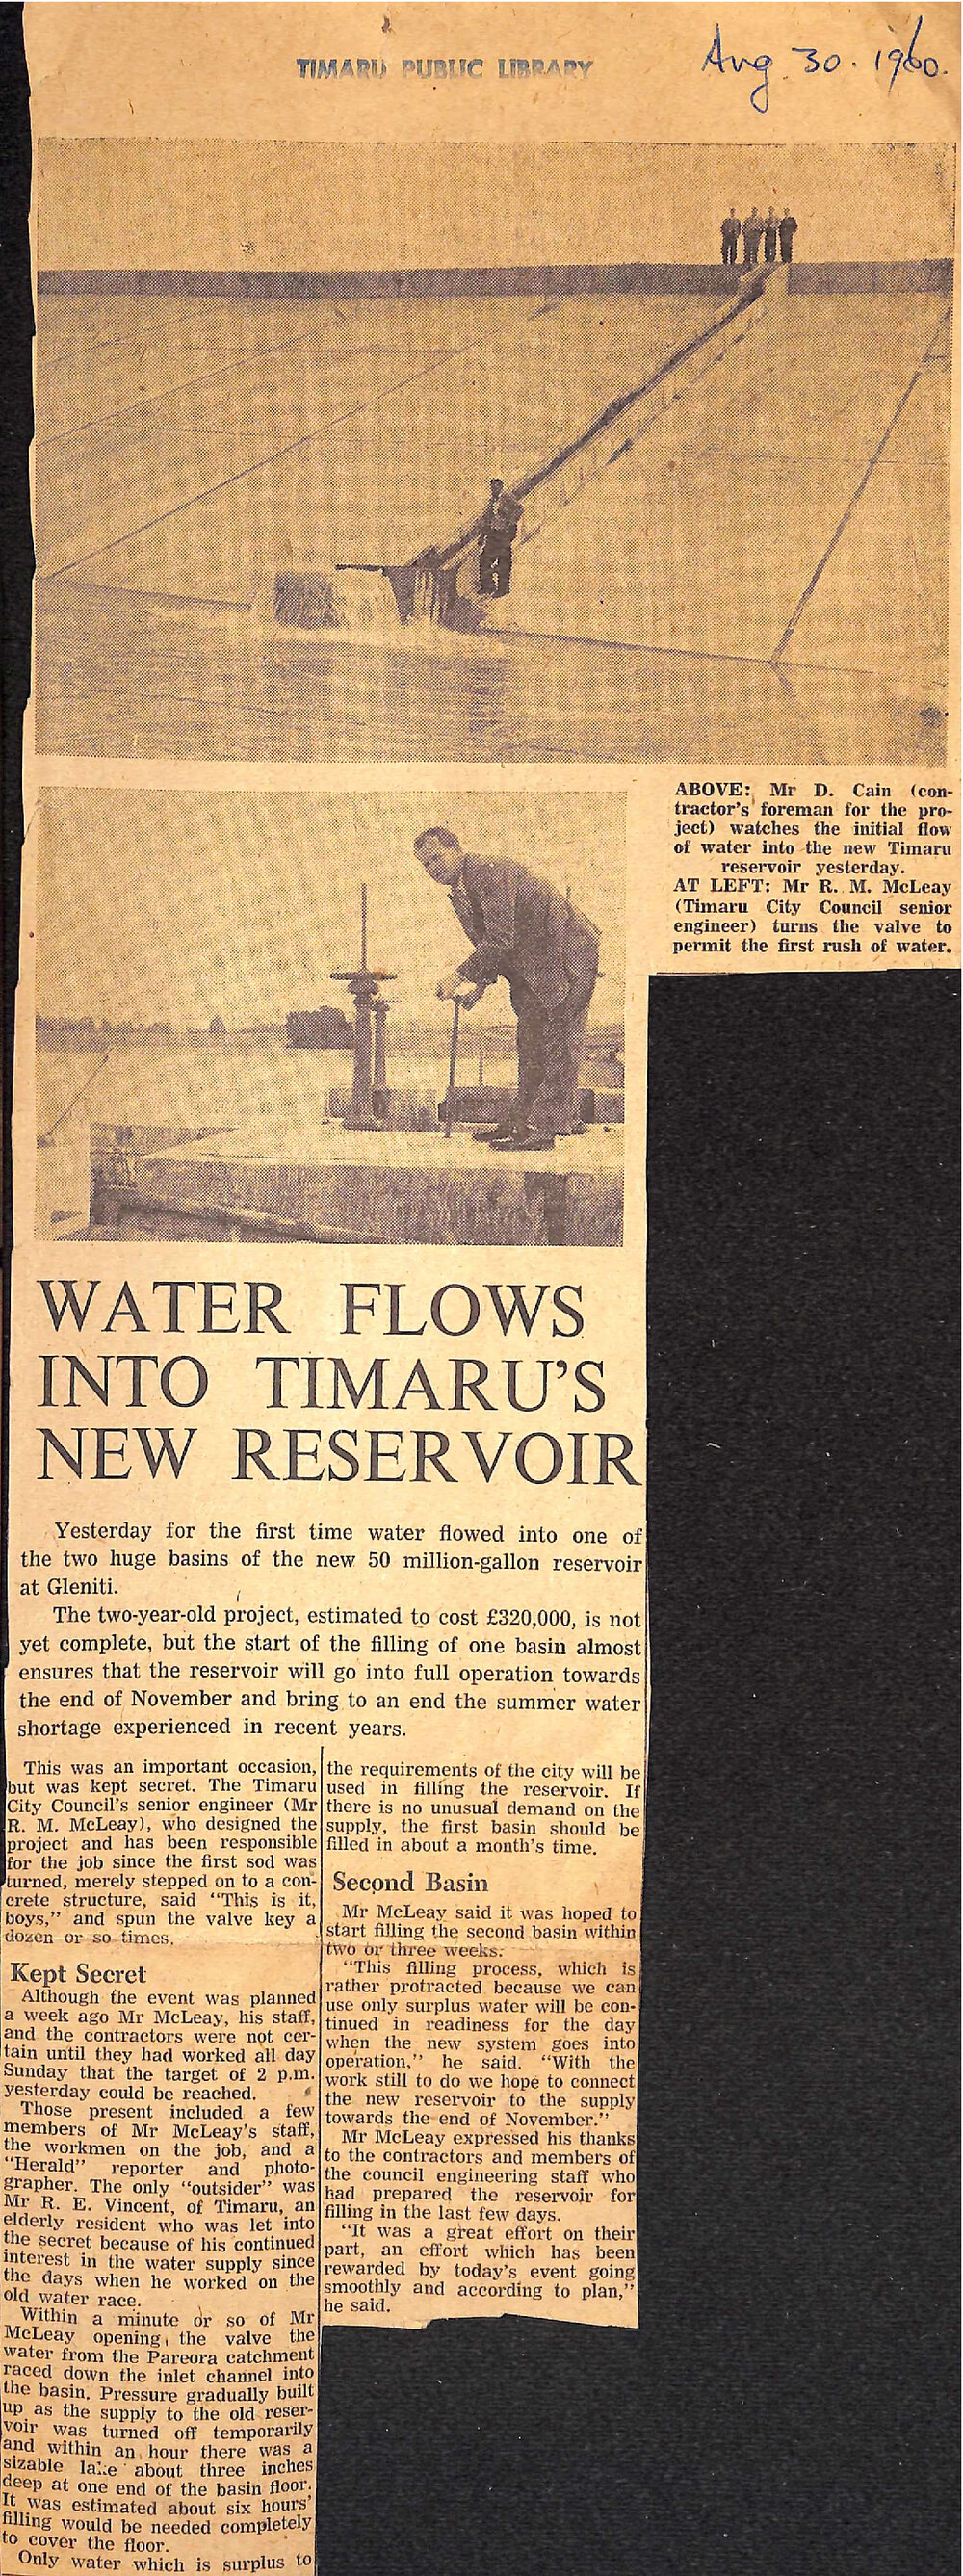 TIMARU PUBLIC LIBRARY
Aug 30. 1960.
ABOVE: Mr D. Cain (con-
tractor's foreman for the pro-
ject) watches the initial flow
of water into the new Timaru
reservoir yesterday.
AT LEFT: Mr R. M. McLeay
(Timaru City Council senior
engineer) turns the valve to
permit the first rush of water.
WATER FLOWS
INTO TIMARU'S
NEW RESERVOIR
Yesterday for the first time water flowed into one of
the two huge basins of the new 50 million-gallon reservoir
at Gleniti.
The two-year-old project, estimated to cost £320,000, is not
yet complete, but the start of the filling of one basin almost
ensures that the reservoir will go into full operation towards
the end of November and bring to an end the summer water
shortage experienced in recent years.
This was an important occasion,
but was kept secret. The Timaru
City Council's senior engineer (Mr
R. M. McLeay), who designed the
project and has been responsible
for the job since the first sod was
turned, merely stepped on to a con-
crete structure, said "This is it,
boys," and spun the valve key a
dozen or so times.
Kept Secret
Although the event was planned
a week ago Mr McLeay, his staff,
and the contractors were not cer-
tain until they had worked all day
Sunday that the target of 2 p.m.
yesterday could be reached.
Those present included a few
members of Mr McLeay's staff,
the workmen on the job, and a
"Herald" reporter and photo-
grapher. The only "outsider" was
Mr R. E. Vincent, of Timaru, an
elderly resident who was let into
the secret because of his continued
interest in the water supply since
the days when he worked on the
old water race.
Within a minute or so of Mr
McLeay opening the valve the
water from the Pareora catchment
raced down the inlet channel into
the basin. Pressure gradually built
up as the supply to the old reser-
voir was turned off temporarily
and within an hour there was a
sizable lake about three inches
deep at one end of the basin floor.
It was estimated about six hours'
filling would be needed completely
to cover the floor.
Only water which is surplus to
the requirements of the city will be
used in filling the reservoir. If
there is no unusual demand on the
supply, the first basin should be
filled in about a month's time.
Second Basin
Mr McLeay said it was hoped to
start filling the second basin within
two or three weeks.
"This filling process, which is
rather protracted because we can
use only surplus water will be con-
tinued in readiness for the day
when the new system goes into
operation," he said. "With the
work still to do we hope to connect
the new reservoir to the supply
towards the end of November."
Mr McLeay expressed his thanks
to the contractors and members of
the council engineering staff who
had prepared the reservoir for
filling in the last few days.
"It was a great effort on their
part, an effort which has been
rewarded by today's event going
smoothly and according to plan,"
he said.